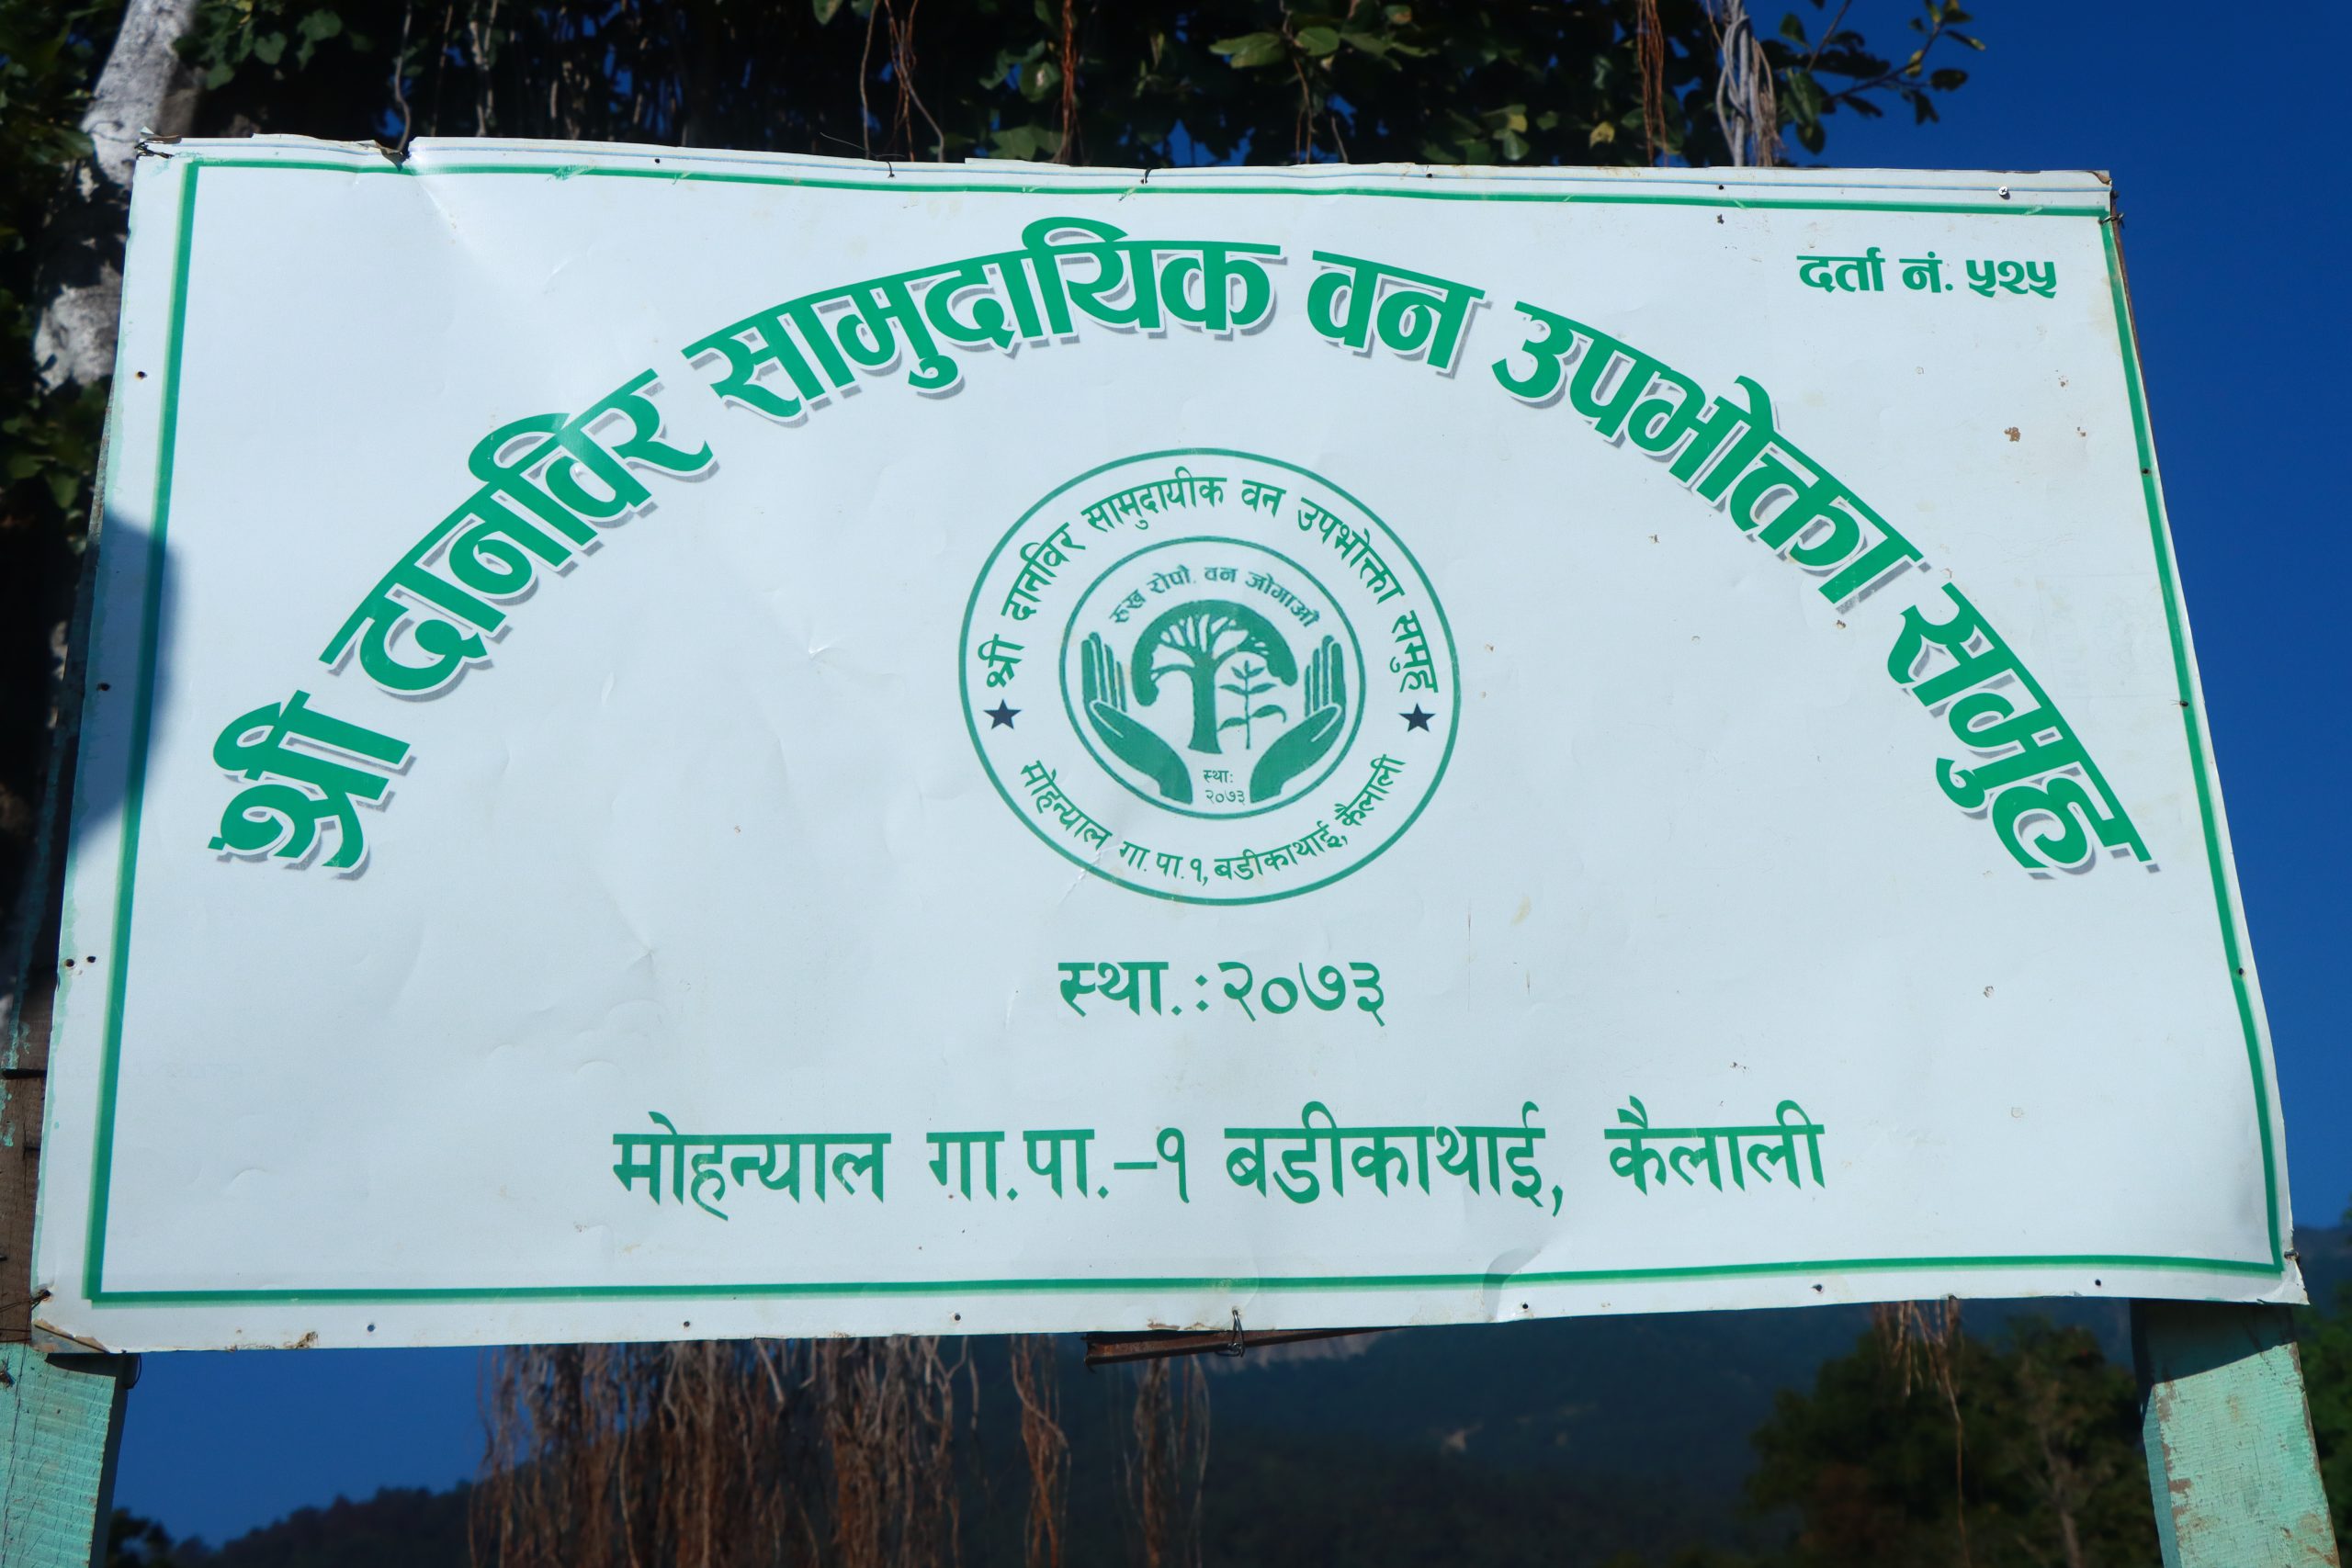 दर्ता नं. ५२५
श्री दानविर सामुदायिक वन उपभोक्ता समुह
श्री दानविर सामुदायीक वन उपभोक्ता समुह
रुख रोपौ, वन जोगाऔ
स्था:
२०७३
मोहन्याल गा.पा.१, बडीकाथाई, कैलाली
स्था.:२०७३
मोहन्याल गा.पा.-१ बडीकाथाई, कैलाली